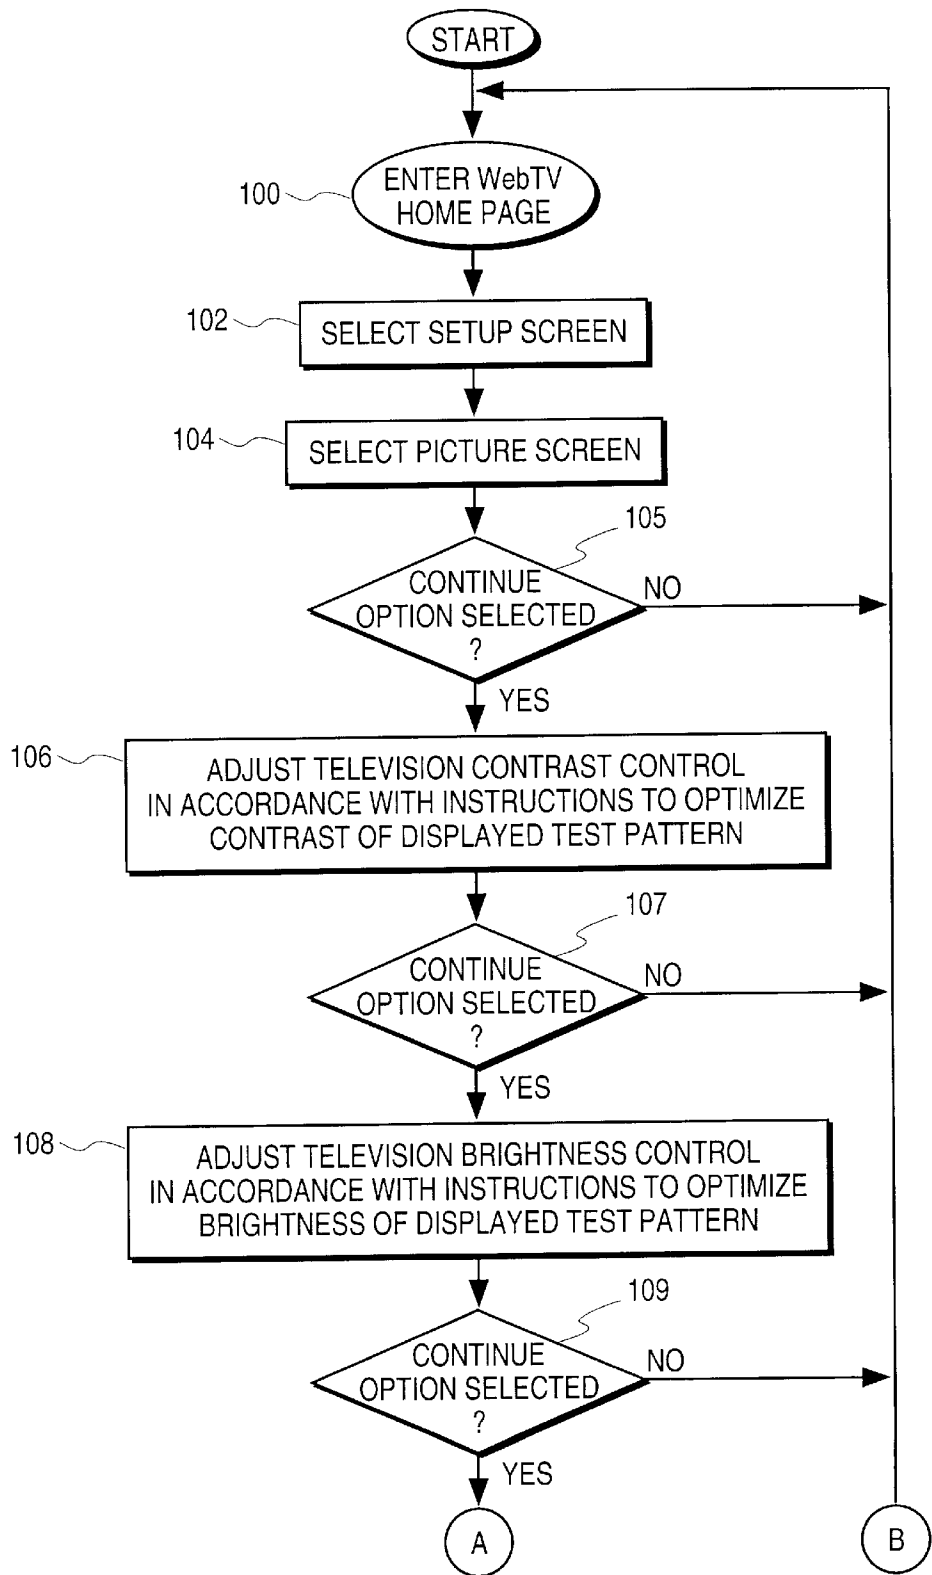 START
100
ENTER WebTV
HOME PAGE
102
SELECT SETUP SCREEN
104
SELECT PICTURE SCREEN
105
CONTINUE
OPTION SELECTED
?
NO
YES
106
ADJUST TELEVISION CONTRAST CONTROL
IN ACCORDANCE WITH INSTRUCTIONS TO OPTIMIZE
CONTRAST OF DISPLAYED TEST PATTERN
107
CONTINUE
OPTION SELECTED
?
NO
YES
108
ADJUST TELEVISION BRIGHTNESS CONTROL
IN ACCORDANCE WITH INSTRUCTIONS TO OPTIMIZE
BRIGHTNESS OF DISPLAYED TEST PATTERN
109
CONTINUE
OPTION SELECTED
?
NO
YES
A
B